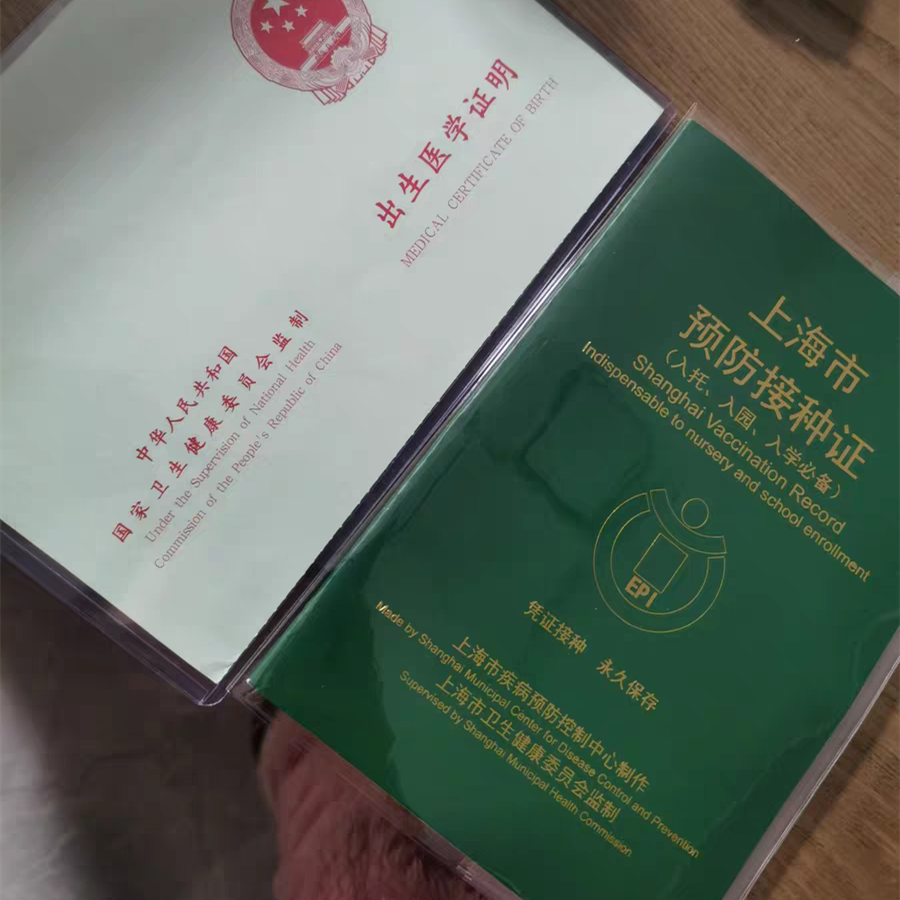 出生医学证明
MEDICAL CERTIFICATE OF BIRTH
中华人民共和国
国家卫生健康委员会监制
Under the Supervision of National Health
Commission of the People's Republic of China
上海市
预防接种证
（入托、入园、入学必备）
Shanghai Vaccination Record
Indispensable to nursery and school enrollment
EPI
凭证接种 永久保存
上海市疾病预防控制中心制作
Made by Shanghai Municipal Center for Disease Control and Prevention
上海市卫生健康委员会监制
Supervised by Shanghai Municipal Health Commission